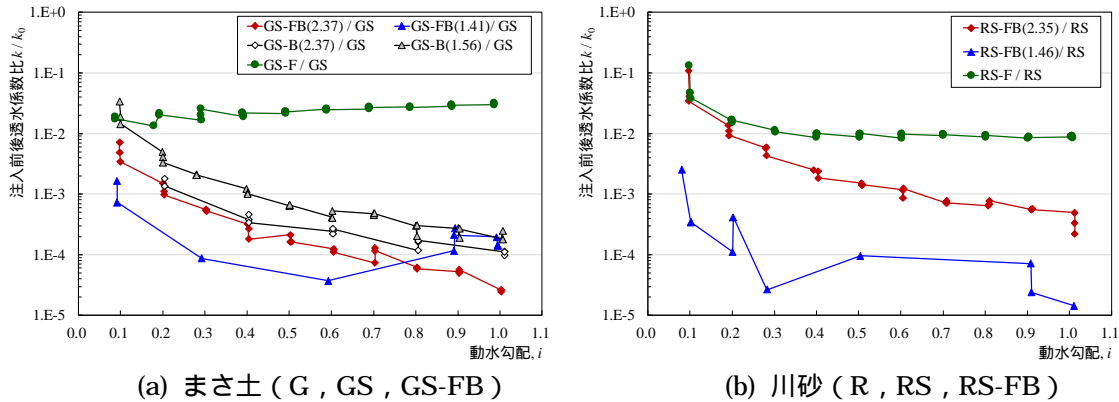 注入前後透水係数比 k / k0
1.E+0
1.E-1
1.E-2
1.E-3
1.E-4
1.E-5
GS-FB(2.37) / GS
GS-FB(1.41)/ GS
GS-B(2.37) / GS
GS-B(1.56) / GS
GS-F / GS
0.0 0.1 0.2 0.3 0.4 0.5 0.6 0.7 0.8 0.9 1.0 1.1
動水勾配, i
(a) まさ土 ( G , GS , GS-FB )
注入前後透水係数比 k / k0
1.E+0
1.E-1
1.E-2
1.E-3
1.E-4
1.E-5
RS-FB(2.35) / RS
RS-FB(1.46)/ RS
RS-F / RS
0.0 0.1 0.2 0.3 0.4 0.5 0.6 0.7 0.8 0.9 1.0 1.1
動水勾配, i
(b) 川砂 ( R , RS , RS-FB )